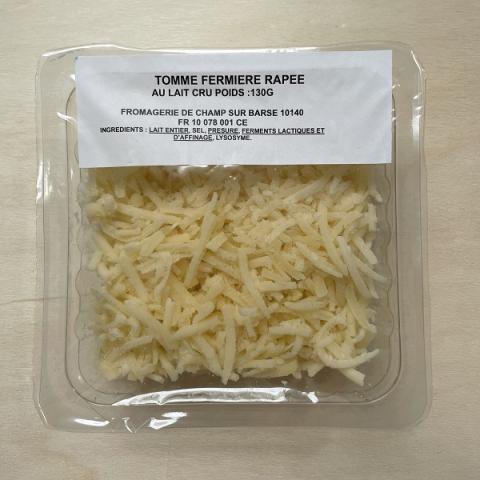 TOMME FERMIERE RAPEE
AU LAIT CRU POIDS :130G
FROMAGERIE DE CHAMP SUR BARSE 10140
FR 10 078 001 CE
INGREDIENTS : LAIT ENTIER, SEL, PRESURE, FERMENTS LACTIQUES ET
D'AFFINAGE, LYSOSYME.